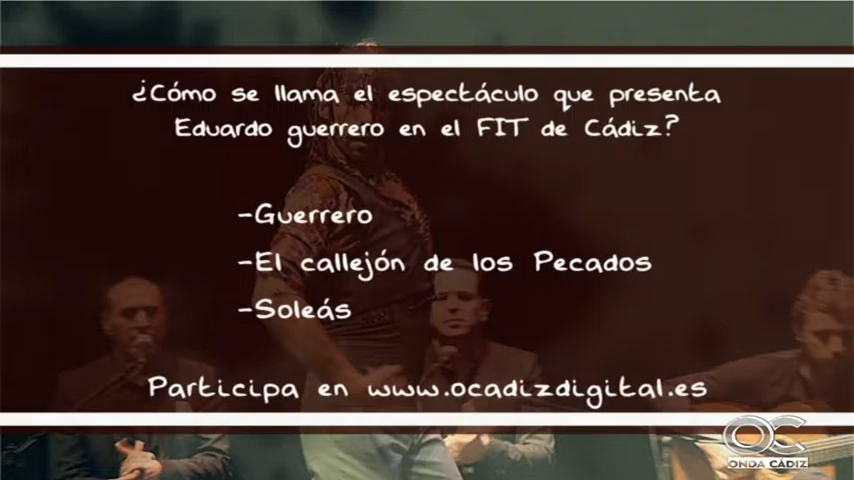 ¿Cómo se llama el espectáculo que presenta
Eduardo guerrero en el FIT de Cádiz?
-Guerrero
-El callejón de los Pecados
-Soleás
Participa en www.ocadizdigital.es
OC
ONDA CÁDIZ